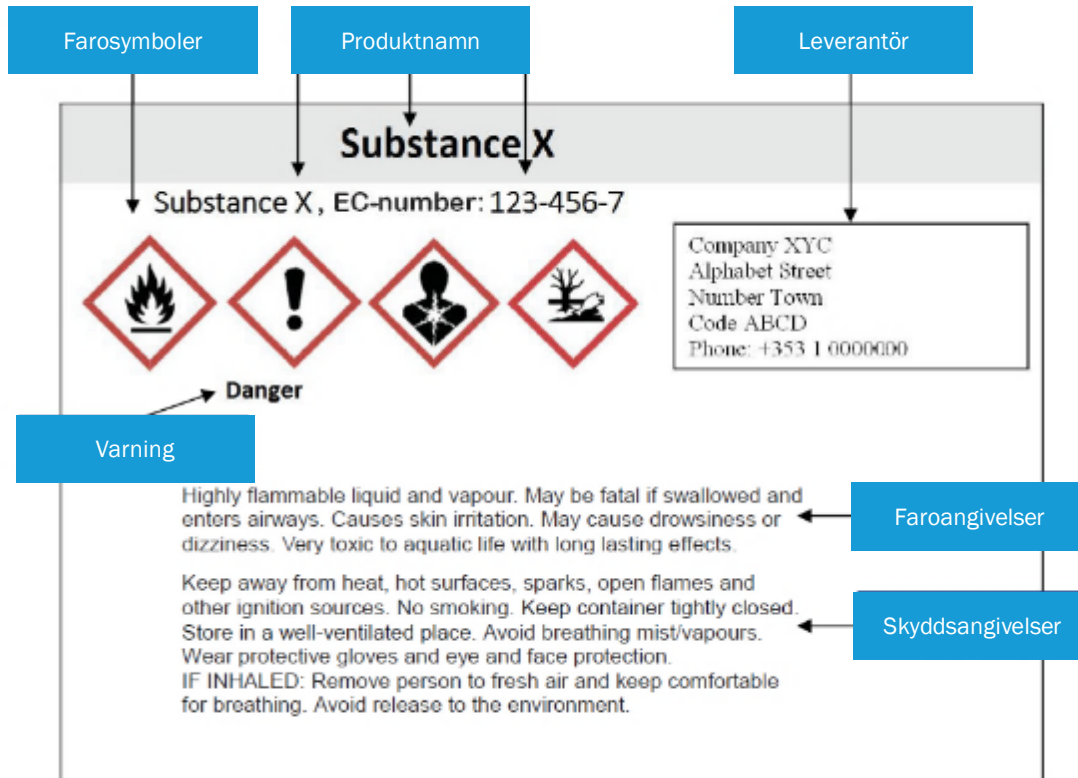 Farosymboler
Produktnamn
Leverantör
Substance X
Substance X, EC-number: 123-456-7
Company XYC
Alphabet Street
Number Town
Code ABCD
Phone: +353 1 0000000
Danger
Varning
Highly flammable liquid and vapour. May be fatal if swallowed and
enters airways. Causes skin irritation. May cause drowsiness or
dizziness. Very toxic to aquatic life with long lasting effects.
Faroangivelser
Keep away from heat, hot surfaces, sparks, open flames and
other ignition sources. No smoking. Keep container tightly closed.
Store in a well-ventilated place. Avoid breathing mist/vapours.
Wear protective gloves and eye and face protection.
IF INHALED: Remove person to fresh air and keep comfortable
for breathing. Avoid release to the environment.
Skyddsangivelser